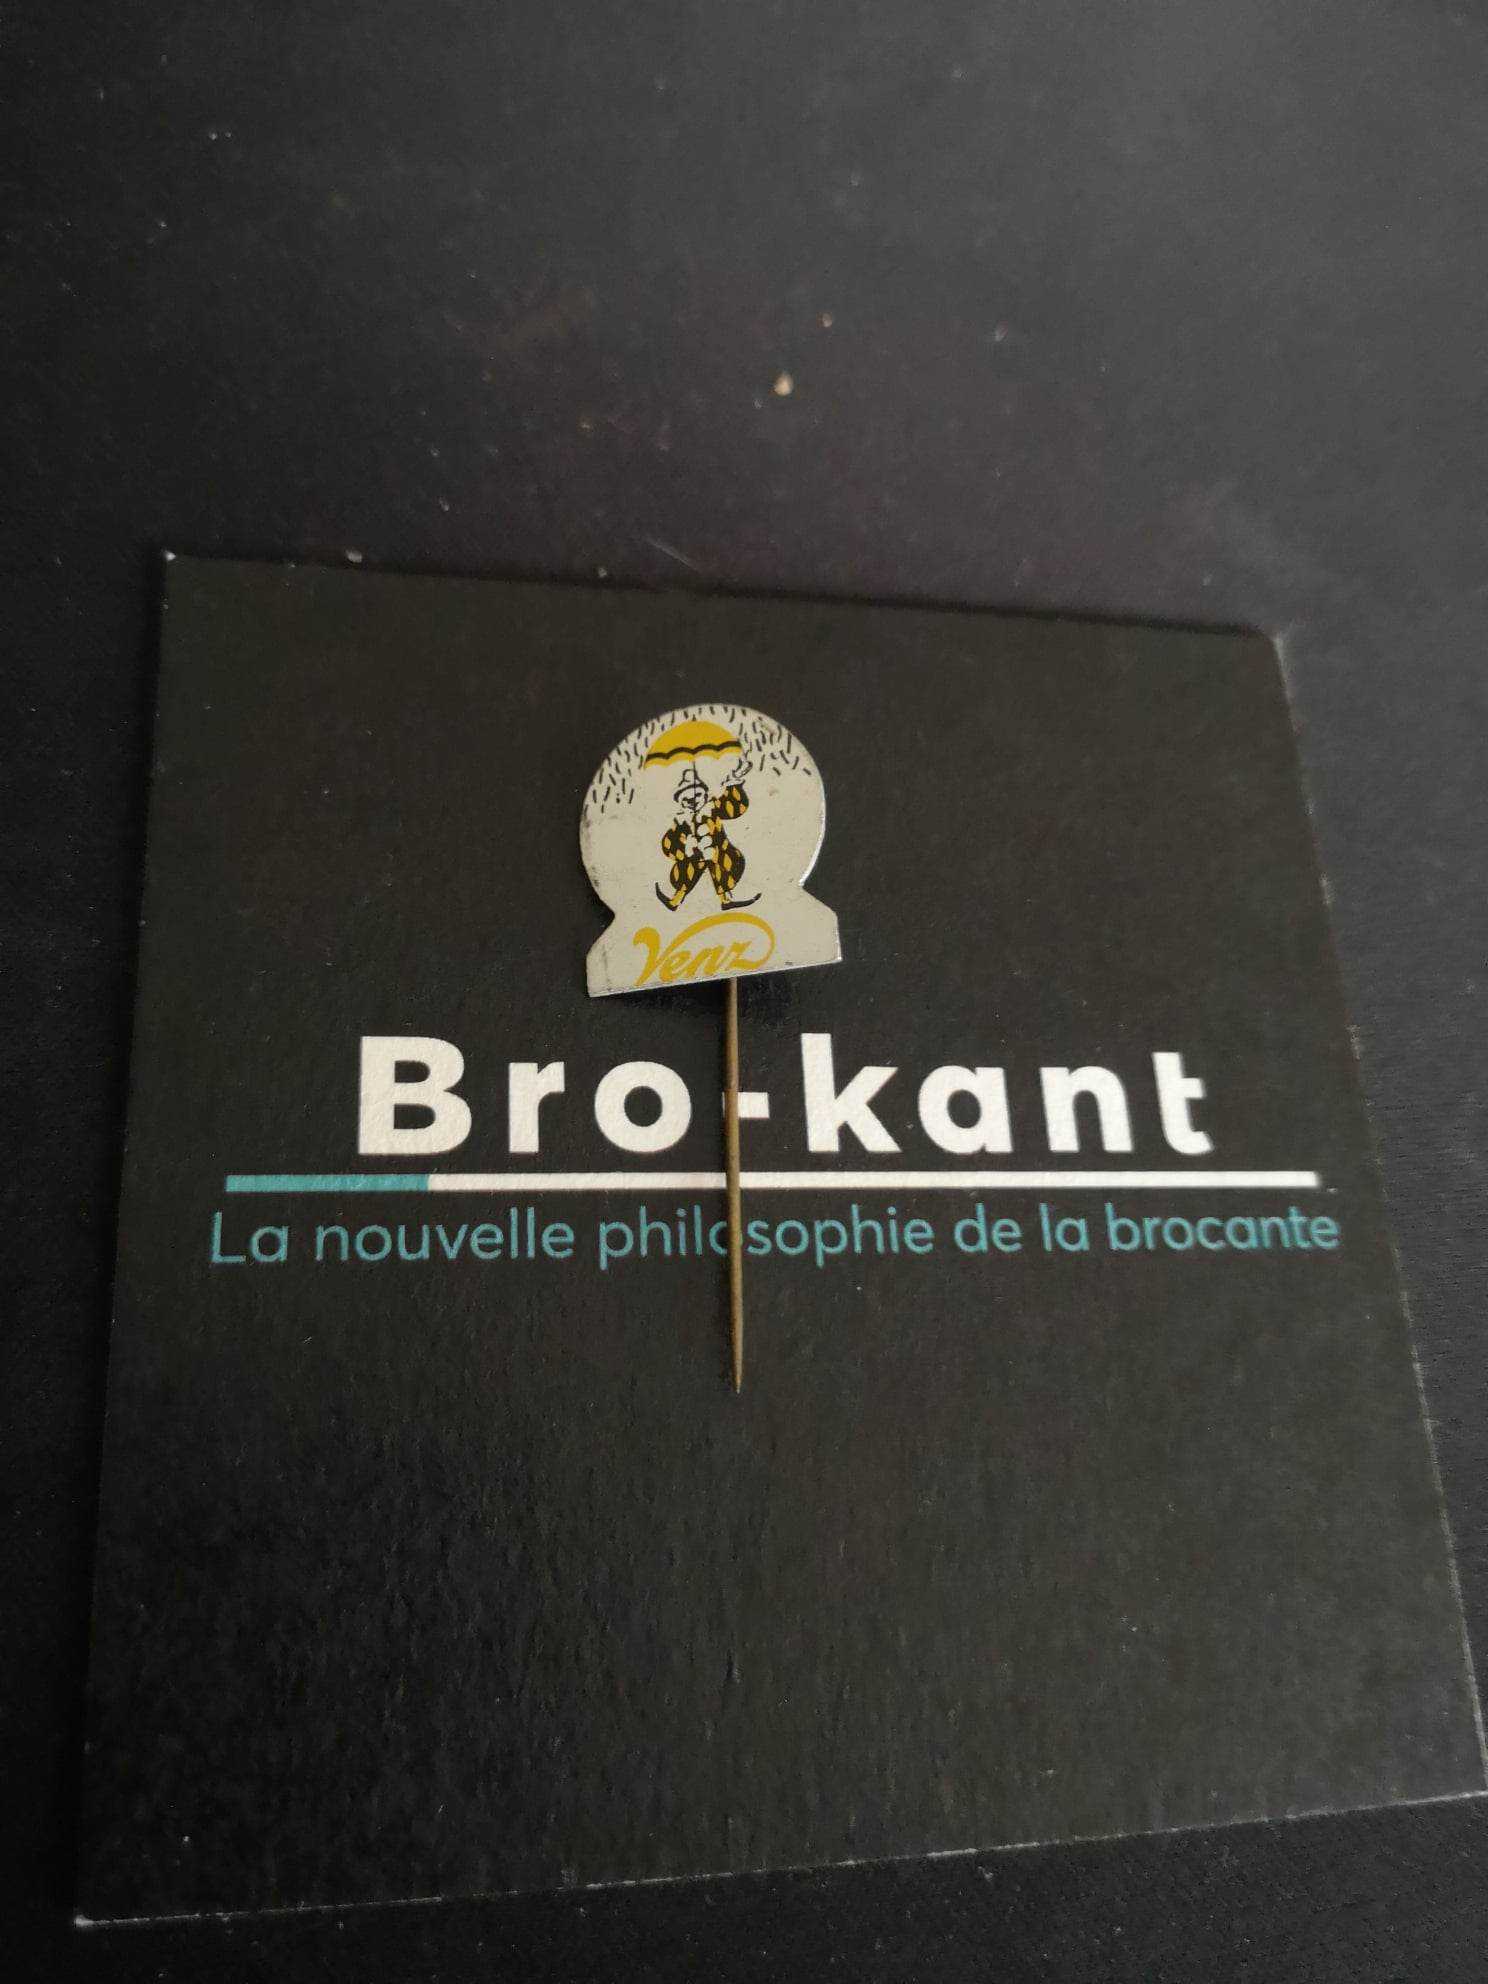 Venz
Bro-kant
La nouvelle philosophie de la brocante